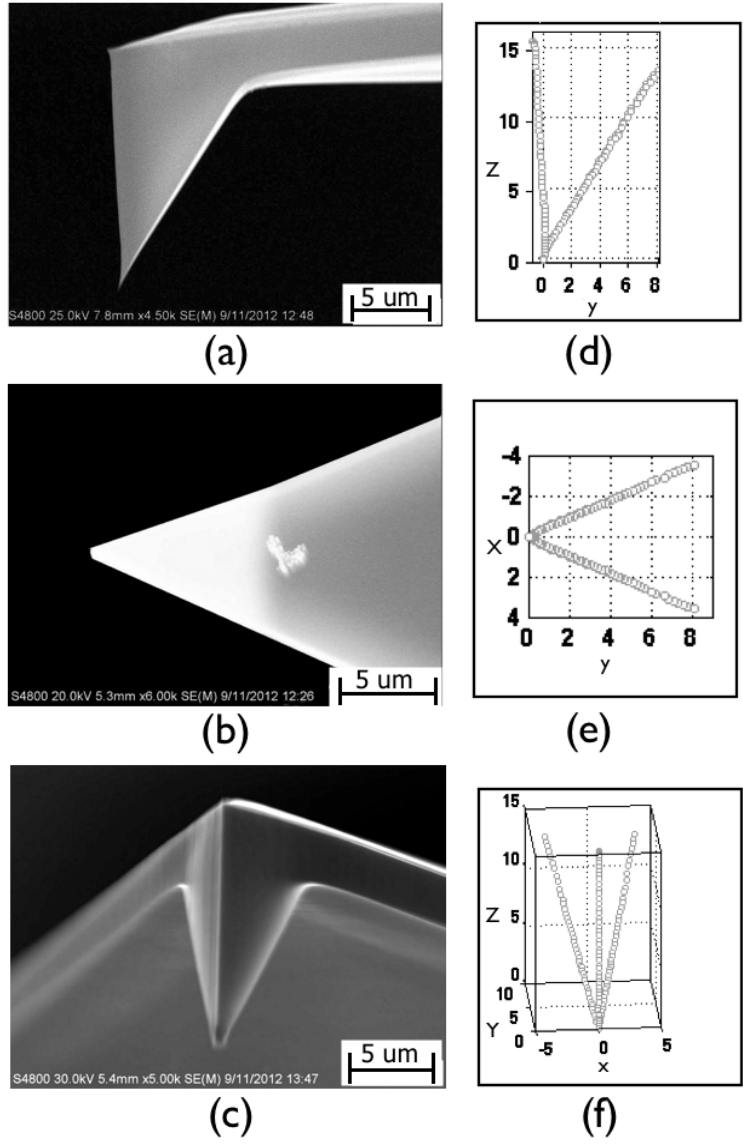 5 um
S4800 25.0kV 7.8mm x4.50k SE(M) 9/11/2012 12:48
(a)
15
10
Z
5
0
0 2 4 6 8
y
(d)
5 um
S4800 20.0kV 5.3mm x6.00k SE(M) 9/11/2012 12:26
(b)
-4
-2
X 0
2
4
0 2 4 6 8
y
(e)
5 um
S4800 30.0kV 5.4mm x5.00k SE(M) 9/11/2012 13:47
(c)
15
10
Z
5
0
10
Y 5
0
-5 0 5
x
(f)